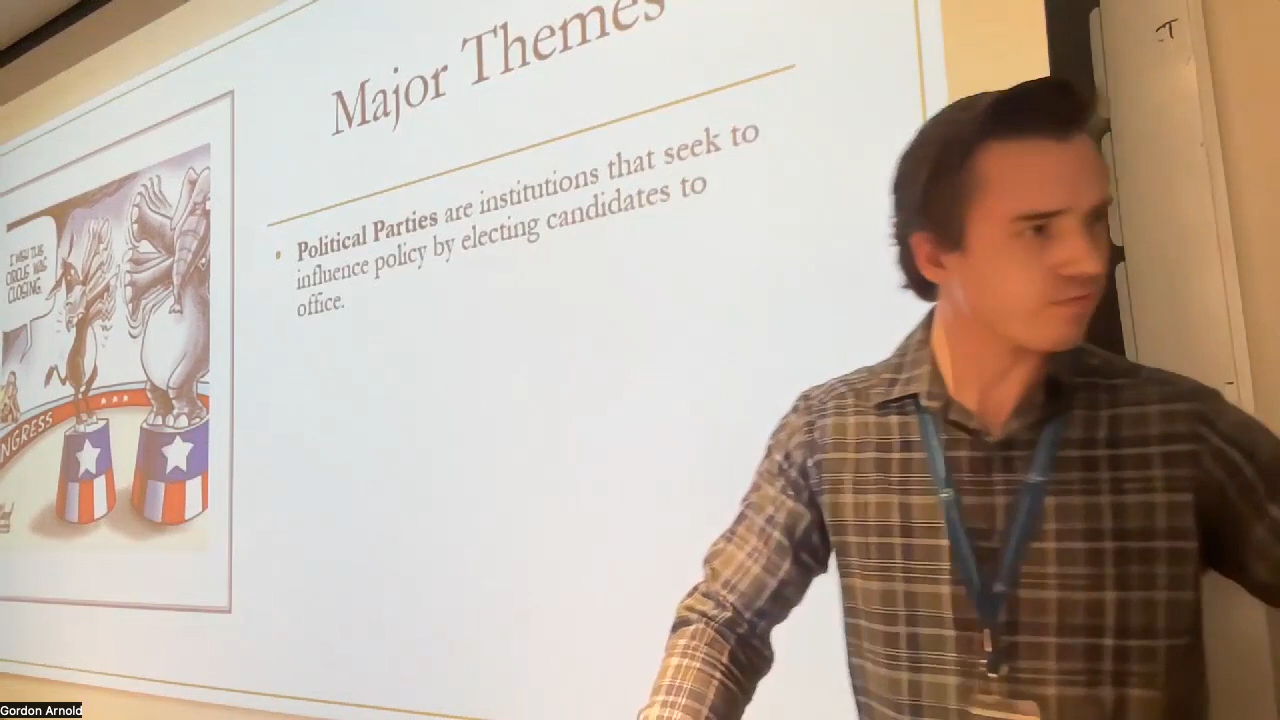 Major Themes
Political Parties are institutions that seek to
influence policy by electing candidates to
office.
I WISH THE
CIRCUS WAS
CLOSING.
NGRESS
Gordon Arnold